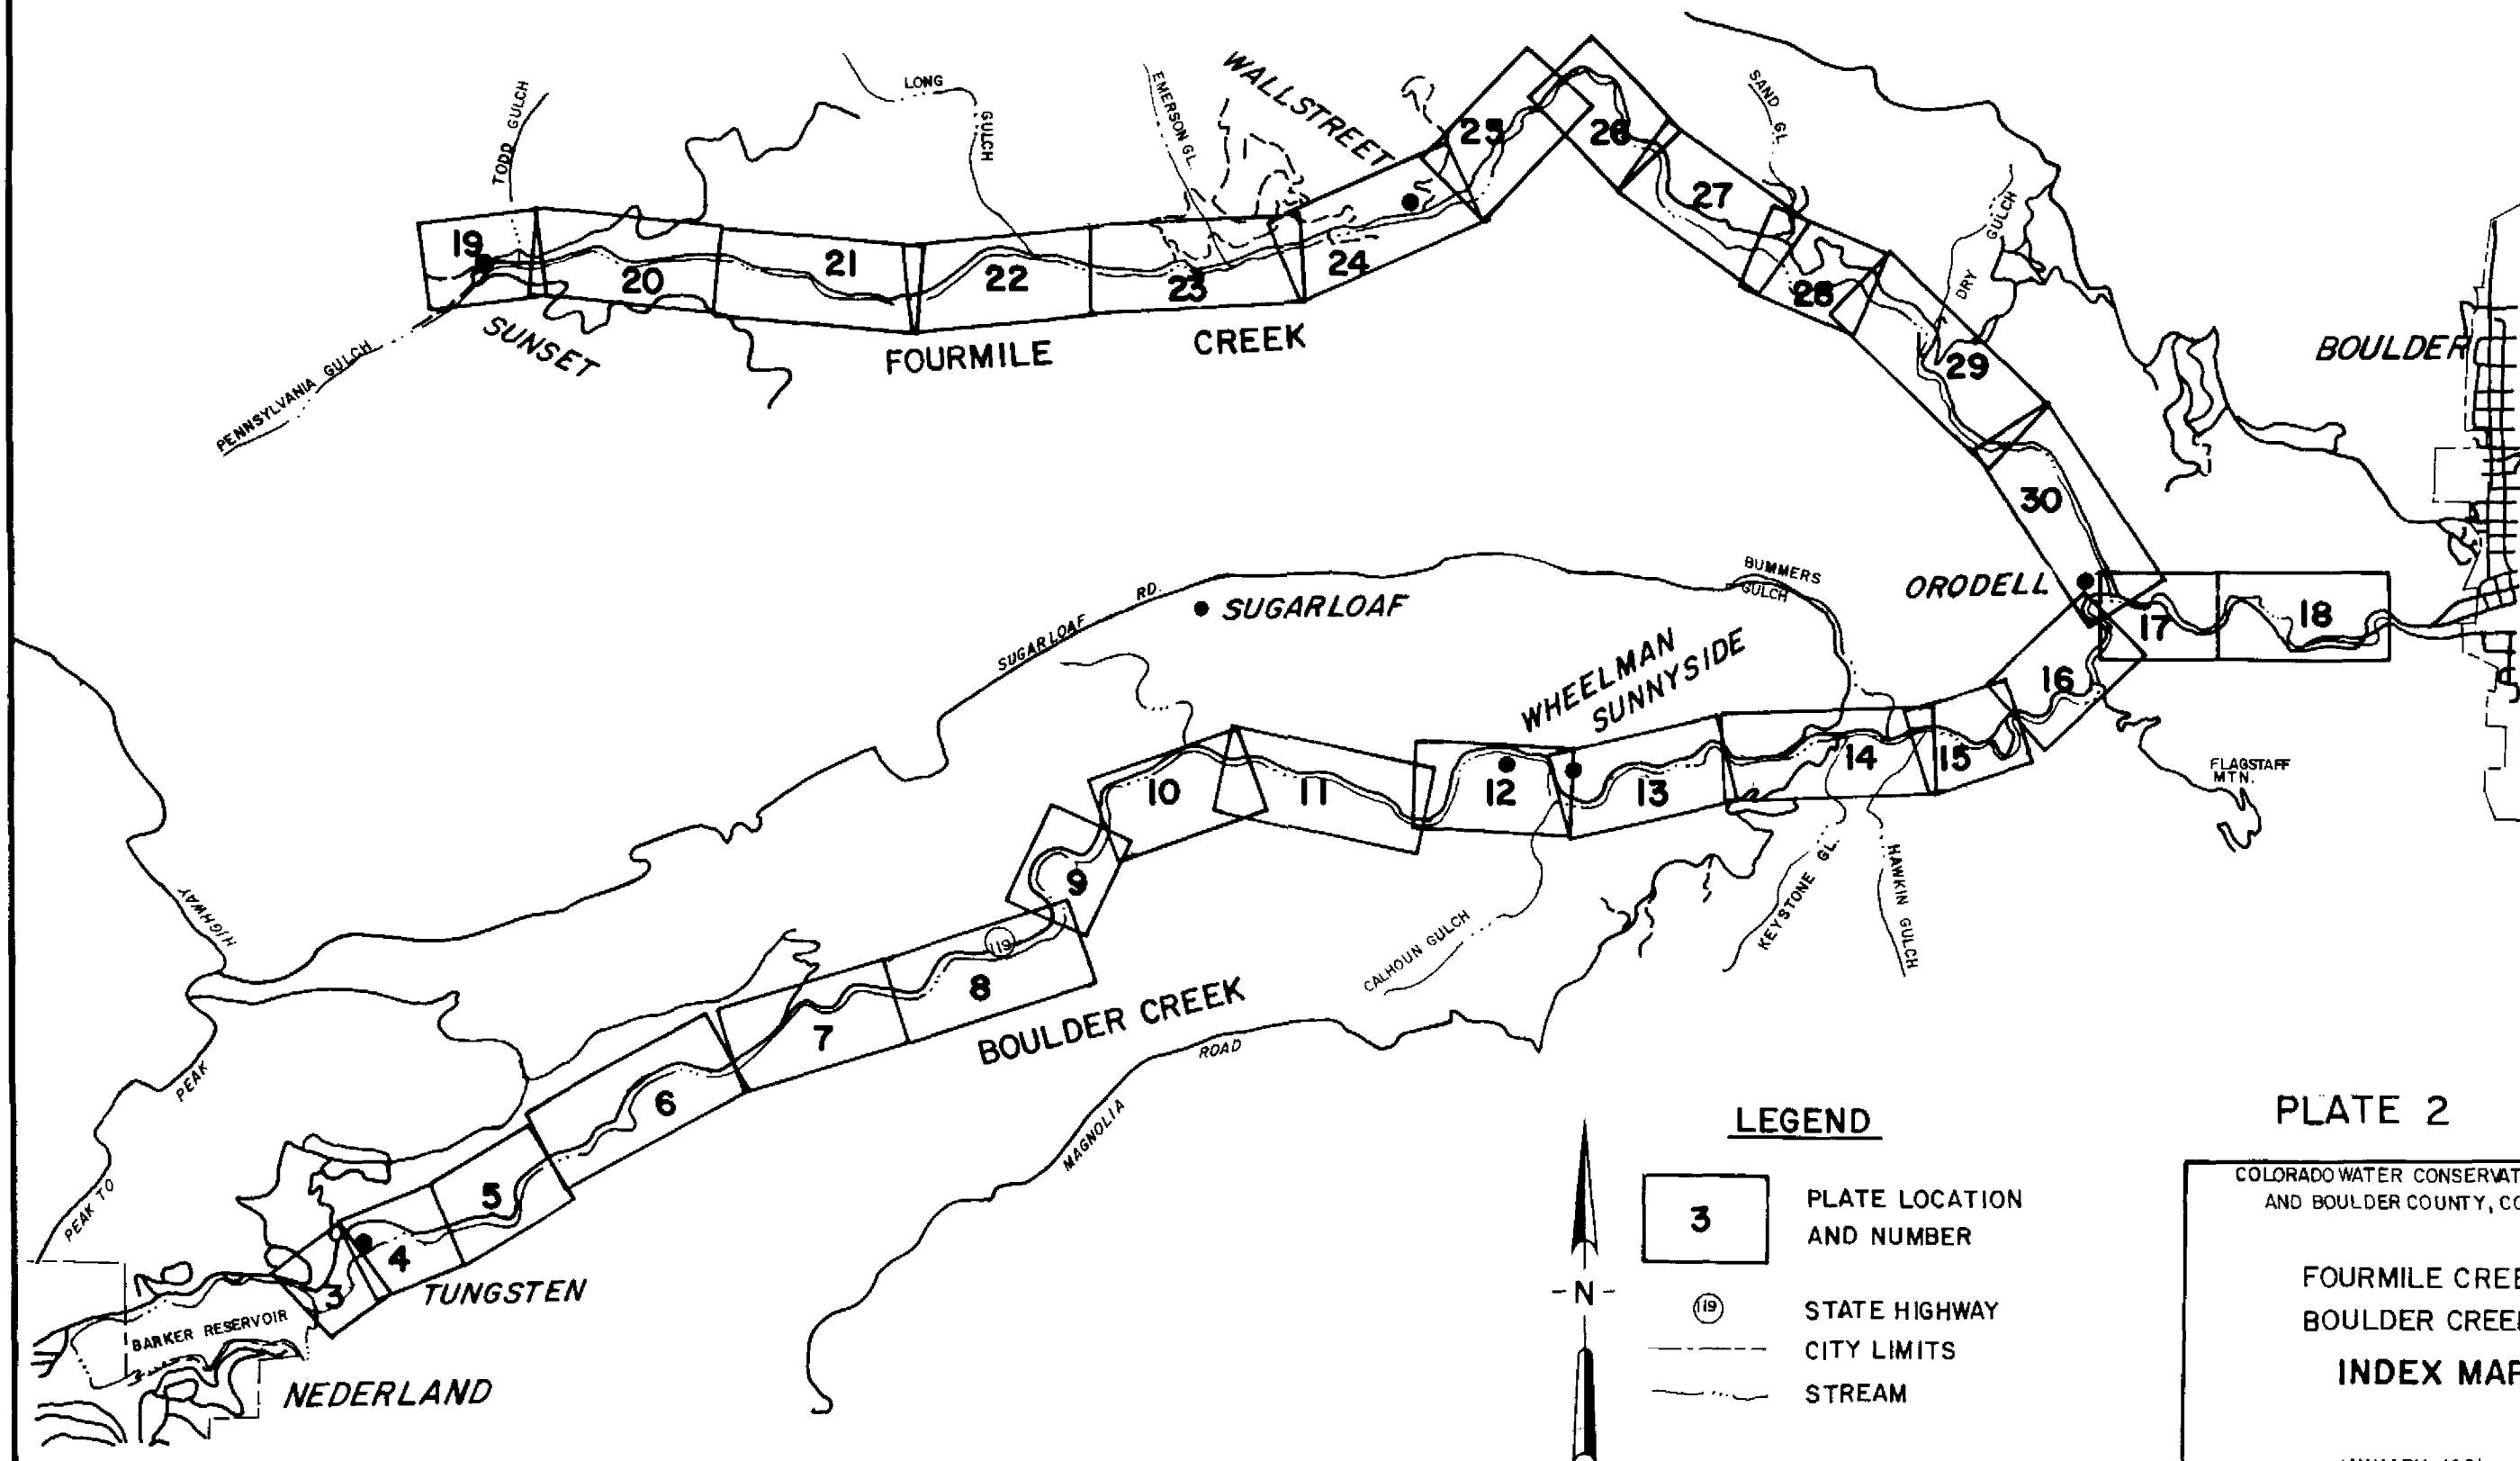 WALLSTREET
LONG
GULCH
TODD GULCH
EMERSON GL.
SAND GL
DRY GULCH
19
20
21
22
23
24
25
26
27
28
29
30
SUNSET
FOURMILE CREEK
PENNSYLVANIA GULCH
BOULDER
ORODELL
BUMMERS
GULCH
SUGARLOAF RD.
SUGARLOAF
WHEELMAN
SUNNYSIDE
18
17
16
15
14
13
12
11
10
9
8
7
6
5
4
3
119
FLAGSTAFF
MTN.
KEYSTONE GL.
HAWKIN GULCH
CALHOUN GULCH
BOULDER CREEK
MAGNOLIA ROAD
PEAK TO PEAK HIGHWAY
TUNGSTEN
BARKER RESERVOIR
NEDERLAND
LEGEND
3
PLATE LOCATION
AND NUMBER
119
STATE HIGHWAY
CITY LIMITS
STREAM
-N-
PLATE 2
COLORADO WATER CONSERVAT
AND BOULDER COUNTY, CO
FOURMILE CREE
BOULDER CREE
INDEX MAP